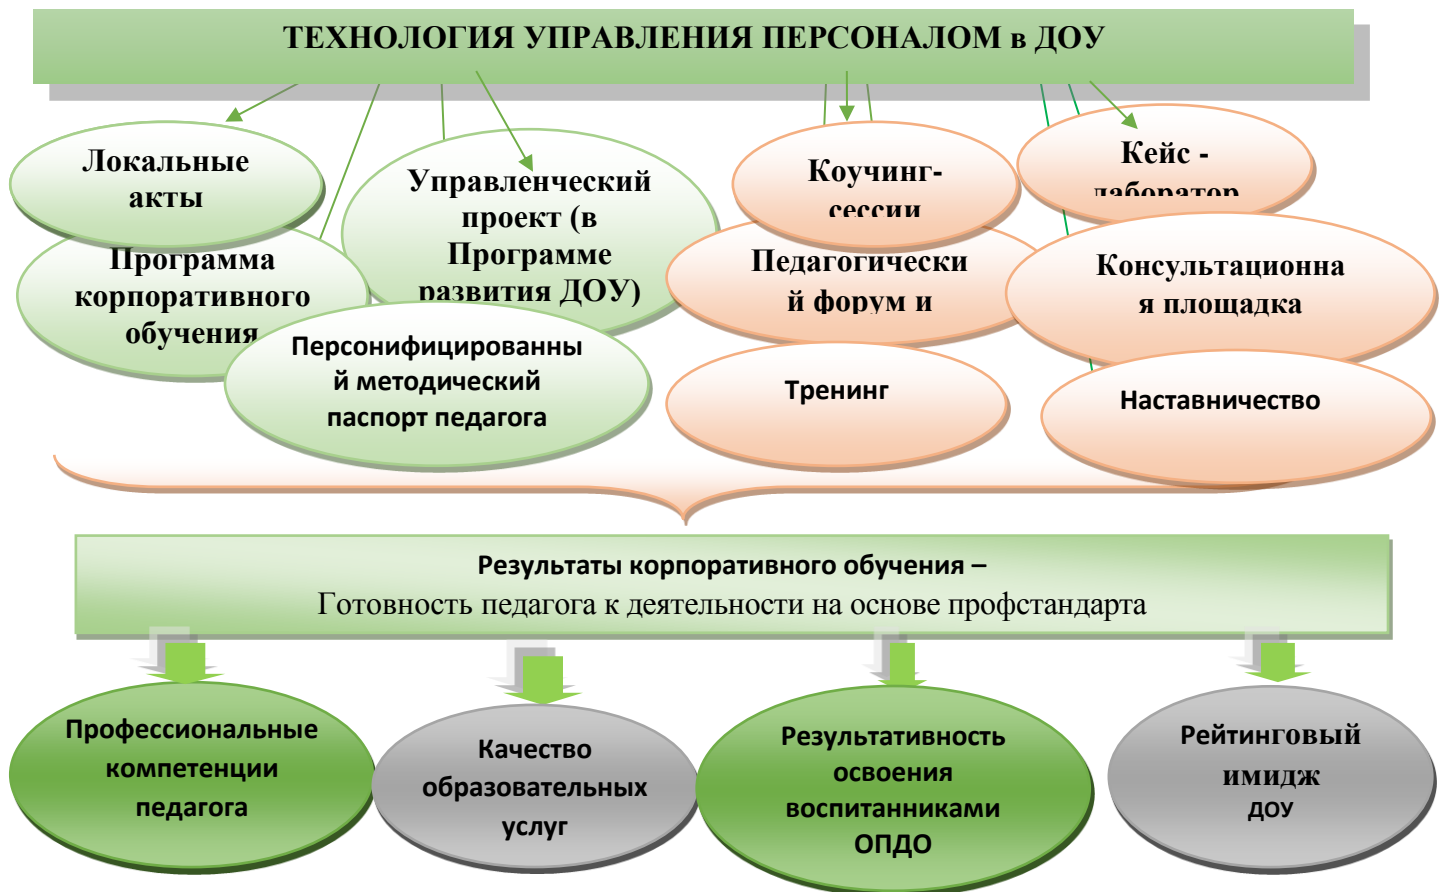 ТЕХНОЛОГИЯ УПРАВЛЕНИЯ ПЕРСОНАЛОМ в ДОУ
Локальные
акты
Программа
корпоративного
обучения
Управленческий
проект (в
Программе
развития ДОУ)
Персонифицированны
й методический
паспорт педагога
Коучинг-
сессии
Педагогически
й форум и
Тренинг
Кейс -
лаборатор
Консультационна
я площадка
Наставничество
Результаты корпоративного обучения –
Готовность педагога к деятельности на основе профстандарта
Профессиональные
компетенции
педагога
Качество
образовательных
услуг
Результативность
освоения
воспитанниками
ОПДО
Рейтинговый
имидж
ДОУ